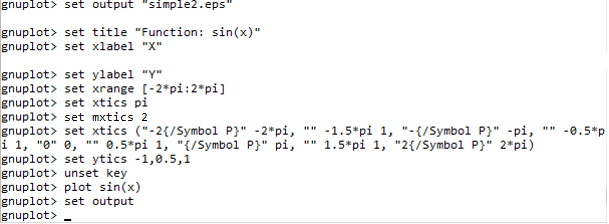 gnuplot> set output "simple2.eps"
gnuplot> set title "Function: sin(x)"
gnuplot> set xlabel "X"
gnuplot> set ylabel "Y"
gnuplot> set xrange [-2*pi:2*pi]
gnuplot> set xtics pi
gnuplot> set mxtics 2
gnuplot> set xtics ("-2{/Symbol P}" -2*pi, "" -1.5*pi 1, "-{/Symbol P}" -pi, "" -0.5*p
i 1, "0" 0, "" 0.5*pi 1, "{/Symbol P}" pi, "" 1.5*pi 1, "2{/Symbol P}" 2*pi)
gnuplot> set ytics -1,0.5,1
gnuplot> unset key
gnuplot> plot sin(x)
gnuplot> set output
gnuplot> _